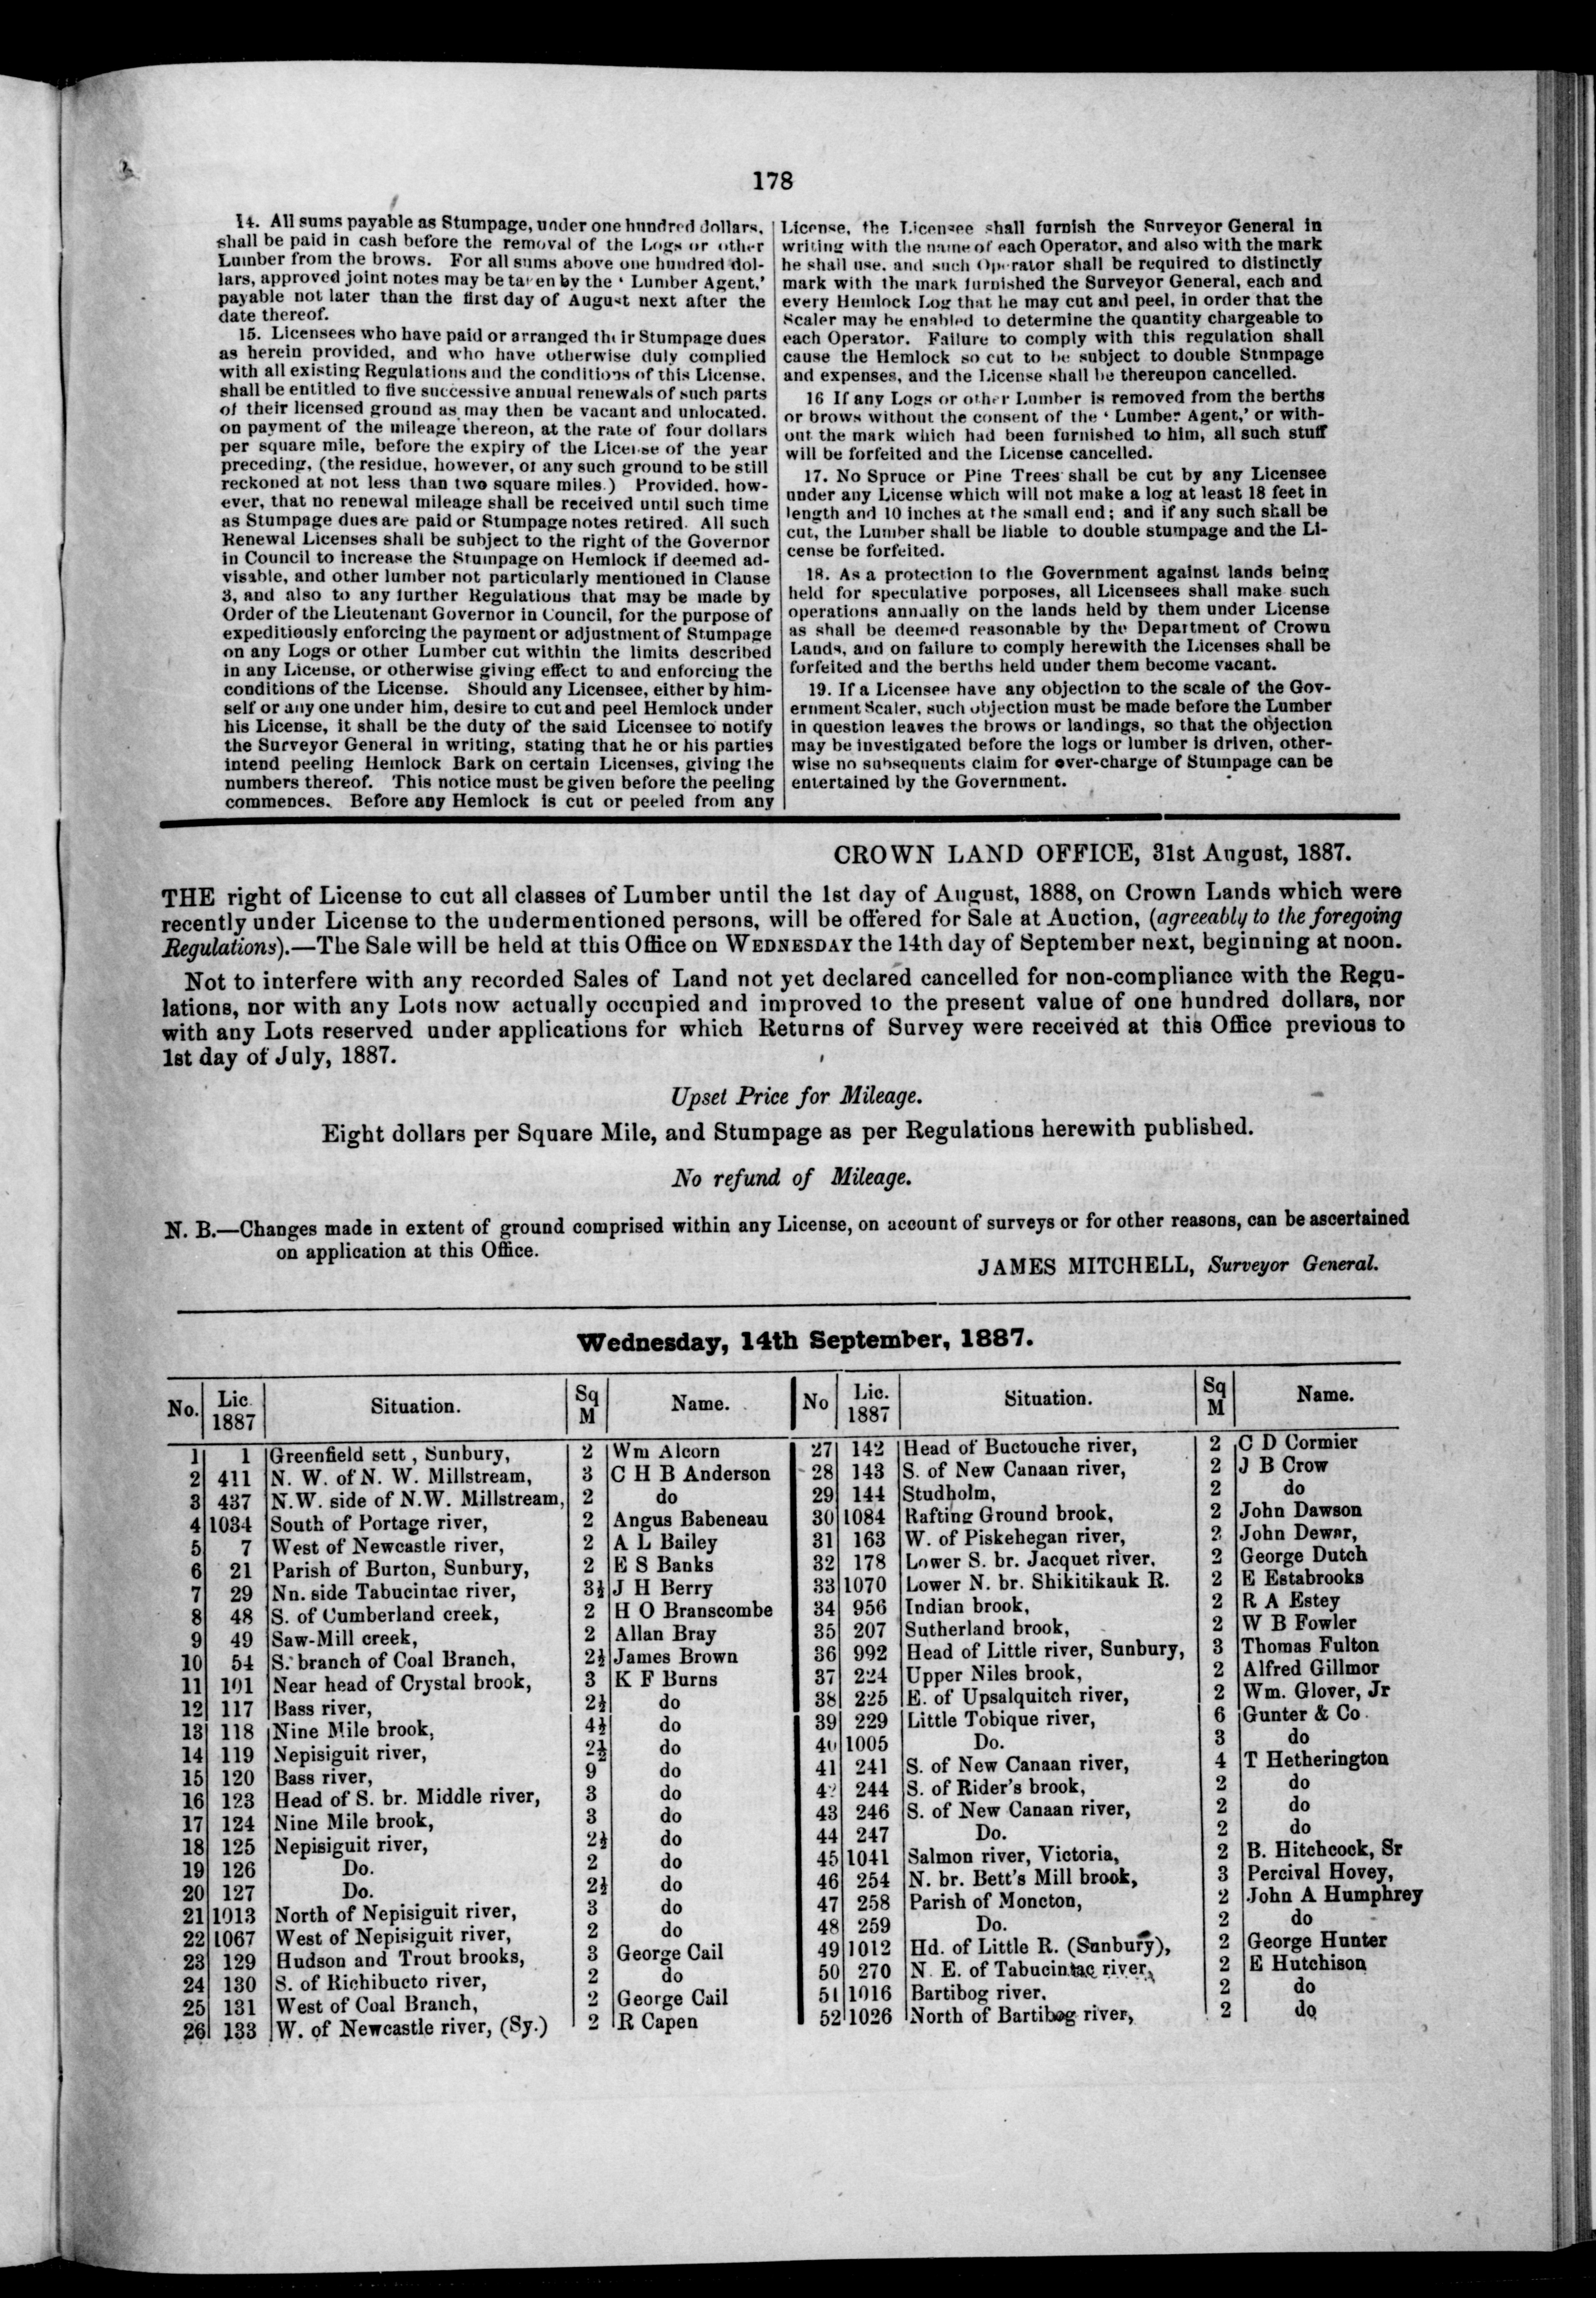 178
14. All sums payable as Stumpage, under one hundred dollars,
shall be paid in cash before the removal of the Logs or other
Lumber from the brows. For all sums above one hundred dol-
lars, approved joint notes may be taken by the ‘ Lumber Agent,’
payable not later than the first day of August next after the
date thereof.
15. Licensees who have paid or arranged their Stumpage dues
as herein provided, and who have otherwise duly complied
with all existing Regulations and the conditions of this License,
shall be entitled to five successive annual renewals of such parts
of their licensed ground as may then be vacant and unlocated,
on payment of the mileage thereon, at the rate of four dollars
per square mile, before the expiry of the License of the year
preceding, (the residue, however, of any such ground to be still
reckoned at not less than two square miles.) Provided, how-
ever, that no renewal mileage shall be received until such time
as Stumpage dues are paid or Stumpage notes retired. All such
Renewal Licenses shall be subject to the right of the Governor
in Council to increase the Stumpage on Hemlock if deemed ad-
visable, and other lumber not particularly mentioned in Clause
3, and also to any further Regulations that may be made by
Order of the Lieutenant Governor in Council, for the purpose of
expeditiously enforcing the payment or adjustment of Stumpage
on any Logs or other Lumber cut within the limits described
in any License, or otherwise giving effect to and enforcing the
conditions of the License. Should any Licensee, either by him-
self or any one under him, desire to cut and peel Hemlock under
his License, it shall be the duty of the said Licensee to notify
the Surveyor General in writing, stating that he or his parties
intend peeling Hemlock Bark on certain Licenses, giving the
numbers thereof. This notice must be given before the peeling
commences. Before any Hemlock is cut or peeled from any
License, the Licensee shall furnish the Surveyor General in
writing with the name of each Operator, and also with the mark
he shall use, and such Operator shall be required to distinctly
mark with the mark furnished the Surveyor General, each and
every Hemlock Log that he may cut and peel, in order that the
Scaler may be enabled to determine the quantity chargeable to
each Operator. Failure to comply with this regulation shall
cause the Hemlock so cut to be subject to double Stumpage
and expenses, and the License shall be thereupon cancelled.
16 If any Logs or other Lumber is removed from the berths
or brows without the consent of the ‘ Lumber Agent,’ or with-
out the mark which had been furnished to him, all such stuff
will be forfeited and the License cancelled.
17. No Spruce or Pine Trees shall be cut by any Licensee
under any License which will not make a log at least 18 feet in
length and 10 inches at the small end; and if any such shall be
cut, the Lumber shall be liable to double stumpage and the Li-
cense be forfeited.
18. As a protection to the Government against lands being
held for speculative porposes, all Licensees shall make such
operations annually on the lands held by them under License
as shall be deemed reasonable by the Department of Crown
Lands, and on failure to comply herewith the Licenses shall be
forfeited and the berths held under them become vacant.
19. If a Licensee have any objection to the scale of the Gov-
ernment Scaler, such objection must be made before the Lumber
in question leaves the brows or landings, so that the objection
may be investigated before the logs or lumber is driven, other-
wise no subsequents claim for over-charge of Stumpage can be
entertained by the Government.
CROWN LAND OFFICE, 31st August, 1887.
THE right of License to cut all classes of Lumber until the 1st day of August, 1888, on Crown Lands which were
recently under License to the undermentioned persons, will be offered for Sale at Auction, (agreeably to the foregoing
Regulations).—The Sale will be held at this Office on WEDNESDAY the 14th day of September next, beginning at noon.
Not to interfere with any recorded Sales of Land not yet declared cancelled for non-compliance with the Regu-
lations, nor with any Lots now actually occupied and improved to the present value of one hundred dollars, nor
with any Lots reserved under applications for which Returns of Survey were received at this Office previous to
1st day of July, 1887.
Upset Price for Mileage.
Eight dollars per Square Mile, and Stumpage as per Regulations herewith published.
No refund of Mileage.
N. B.—Changes made in extent of ground comprised within any License, on account of surveys or for other reasons, can be ascertained
on application at this Office.
JAMES MITCHELL, Surveyor General.
Wednesday, 14th September, 1887.
No. Lic. 1887 Situation. Sq M Name.
1 1 Greenfield sett, Sunbury, 2 Wm Alcorn
2 411 N. W. of N. W. Millstream, 3 C H B Anderson
3 437 N.W. side of N.W. Millstream, 2 do
4 1034 South of Portage river, 2 Angus Babeneau
5 7 West of Newcastle river, 2 A L Bailey
6 21 Parish of Burton, Sunbury, 2 E S Banks
7 29 Nn. side Tabucintac river, 3½ J H Berry
8 48 S. of Cumberland creek, 2 H O Branscombe
9 49 Saw-Mill creek, 2 Allan Bray
10 54 S. branch of Coal Branch, 2½ James Brown
11 101 Near head of Crystal brook, 3 K F Burns
12 117 Bass river, 2½ do
13 118 Nine Mile brook, 4½ do
14 119 Nepisiguit river, 2½ do
15 120 Bass river, 9 do
16 123 Head of S. br. Middle river, 3 do
17 124 Nine Mile brook, 3 do
18 125 Nepisiguit river, 2½ do
19 126 Do. 2 do
20 127 Do. 2½ do
21 1013 North of Nepisiguit river, 3 do
22 1067 West of Nepisiguit river, 2 do
23 129 Hudson and Trout brooks, 3 George Cail
24 130 S. of Richibucto river, 2 do
25 131 West of Coal Branch, 2 George Cail
26 133 W. of Newcastle river, (Sy.) 2 R Capen
No Lic. 1887 Situation. Sq M Name.
27 142 Head of Buctouche river, 2 C D Cormier
28 143 S. of New Canaan river, 2 J B Crow
29 144 Studholm, 2 do
30 1084 Rafting Ground brook, 2 John Dawson
31 163 W. of Piskehegan river, 2 John Dewar,
32 178 Lower S. br. Jacquet river, 2 George Dutch
33 1070 Lower N. br. Shikitikauk R. 2 E Estabrooks
34 956 Indian brook, 2 R A Estey
35 207 Sutherland brook, 2 W B Fowler
36 992 Head of Little river, Sunbury, 3 Thomas Fulton
37 224 Upper Niles brook, 2 Alfred Gillmor
38 225 E. of Upsalquitch river, 2 Wm. Glover, Jr
39 229 Little Tobique river, 6 Gunter & Co.
40 1005 Do. 3 do
41 241 S. of New Canaan river, 4 T Hetherington
42 244 S. of Rider's brook, 2 do
43 246 S. of New Canaan river, 2 do
44 247 Do. 2 do
45 1041 Salmon river, Victoria, 2 B. Hitchcock, Sr
46 254 N. br. Bett's Mill brook, 3 Percival Hovey,
47 258 Parish of Moncton, 2 John A Humphrey
48 259 Do. 2 do
49 1012 Hd. of Little R. (Sunbury), 2 George Hunter
50 270 N. E. of Tabucintac river, 2 E Hutchison
51 1016 Bartibog river, 2 do
52 1026 North of Bartibog river, 2 do